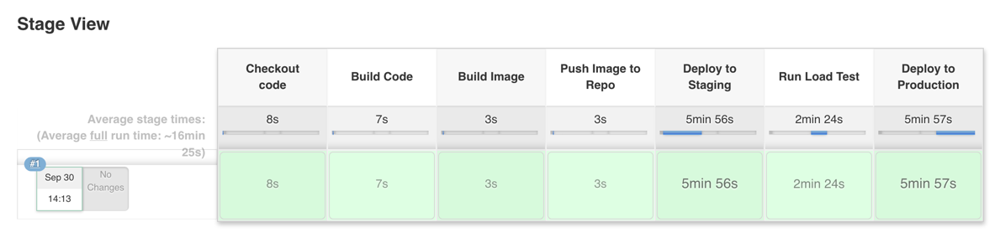 Stage View
Checkout
code
Build Code
Build Image
Push Image to
Repo
Deploy to
Staging
Run Load Test
Deploy to
Production
Average stage times:
(Average full run time: ~16min
25s)
8s
7s
3s
3s
5min 56s
2min 24s
5min 57s
#1
Sep 30
14:13
No
Changes
8s
7s
3s
3s
5min 56s
2min 24s
5min 57s